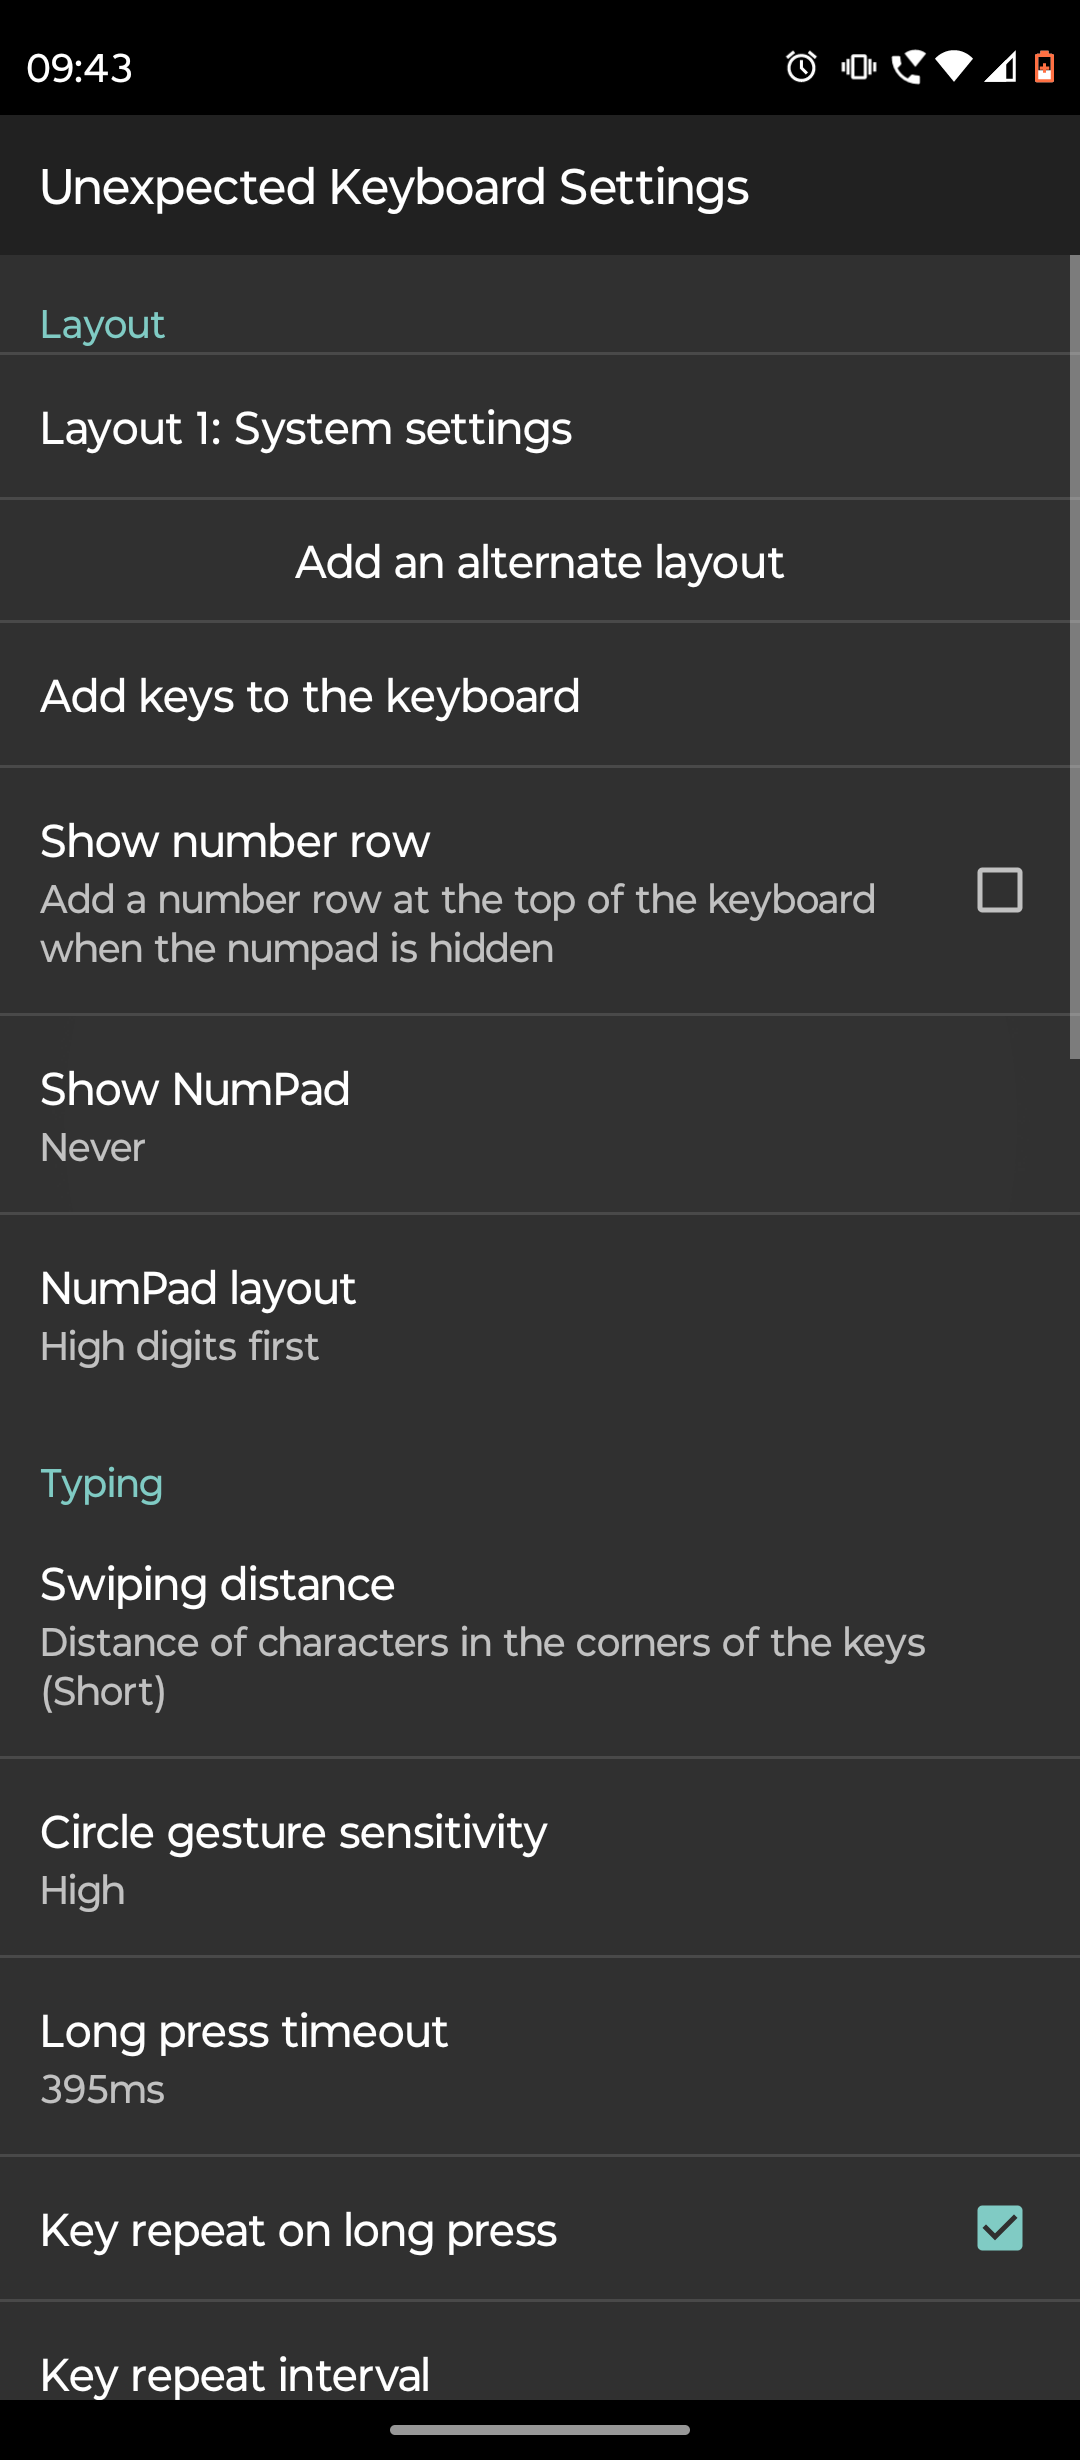 09:43
Unexpected Keyboard Settings
Layout
Layout 1: System settings
Add an alternate layout
Add keys to the keyboard
Show number row
Add a number row at the top of the keyboard
when the numpad is hidden
Show NumPad
Never
NumPad layout
High digits first
Typing
Swiping distance
Distance of characters in the corners of the keys
(Short)
Circle gesture sensitivity
High
Long press timeout
395ms
Key repeat on long press
Key repeat interval